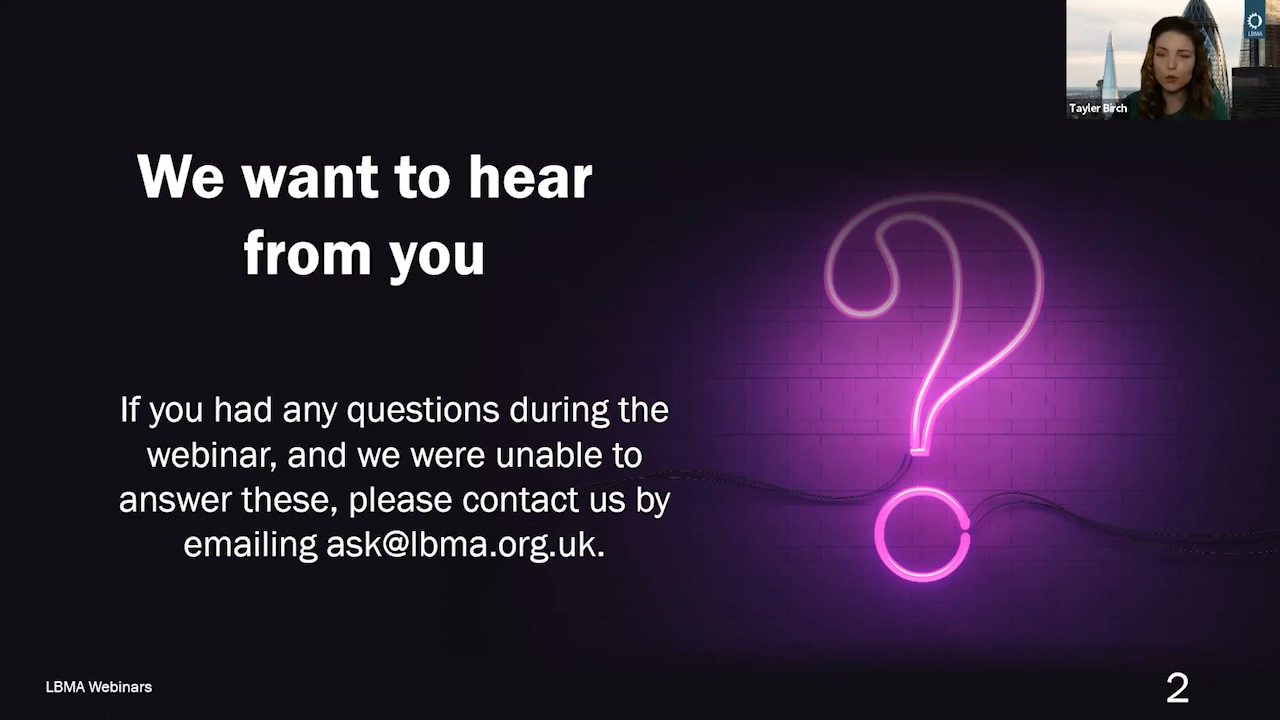 LBMA
Tayler Birch
We want to hear
from you
If you had any questions during the
webinar, and we were unable to
answer these, please contact us by
emailing ask@lbma.org.uk.
LBMA Webinars
2